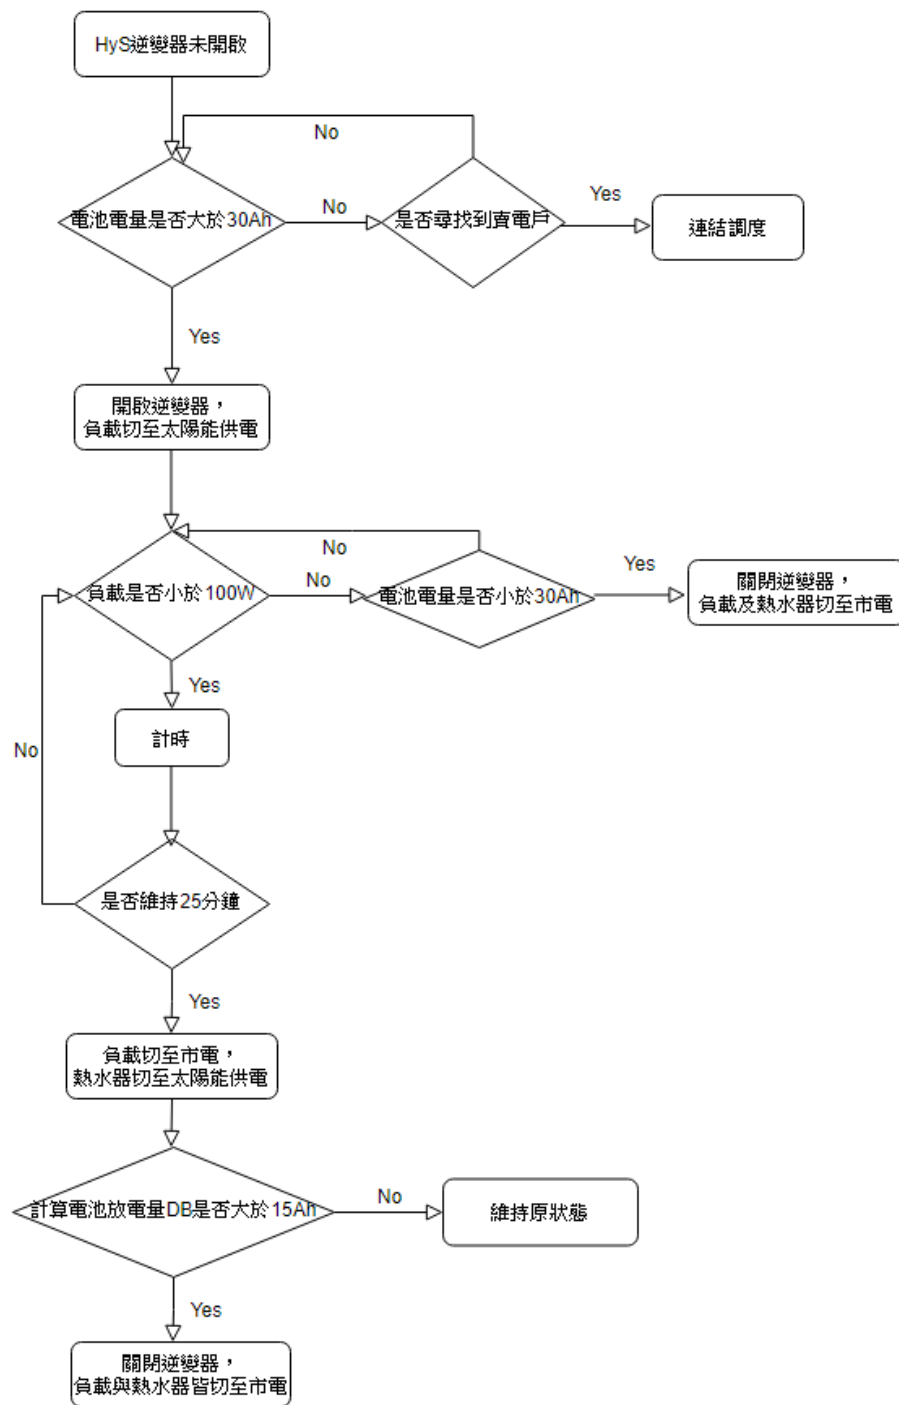 HyS逆變器未開啟
No
電池電量是否大於30Ah
No
是否尋找到賣電戶
Yes
連結調度
Yes
開啟逆變器，
負載切至太陽能供電
No
負載是否小於100W
No
電池電量是否小於30Ah
Yes
關閉逆變器，
負載及熱水器切至市電
Yes
計時
No
是否維持25分鐘
Yes
負載切至市電，
熱水器切至太陽能供電
計算電池放電量DB是否大於15Ah
No
維持原狀態
Yes
關閉逆變器，
負載與熱水器皆切至市電